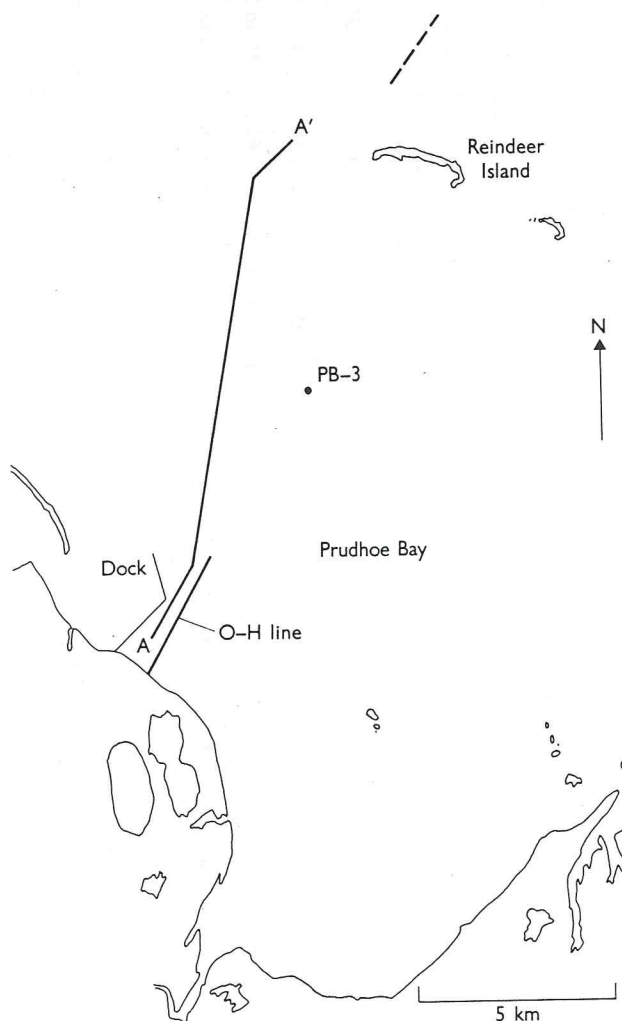 A'
Reindeer
Island
N
PB–3
Prudhoe Bay
Dock
A
O–H line
5 km